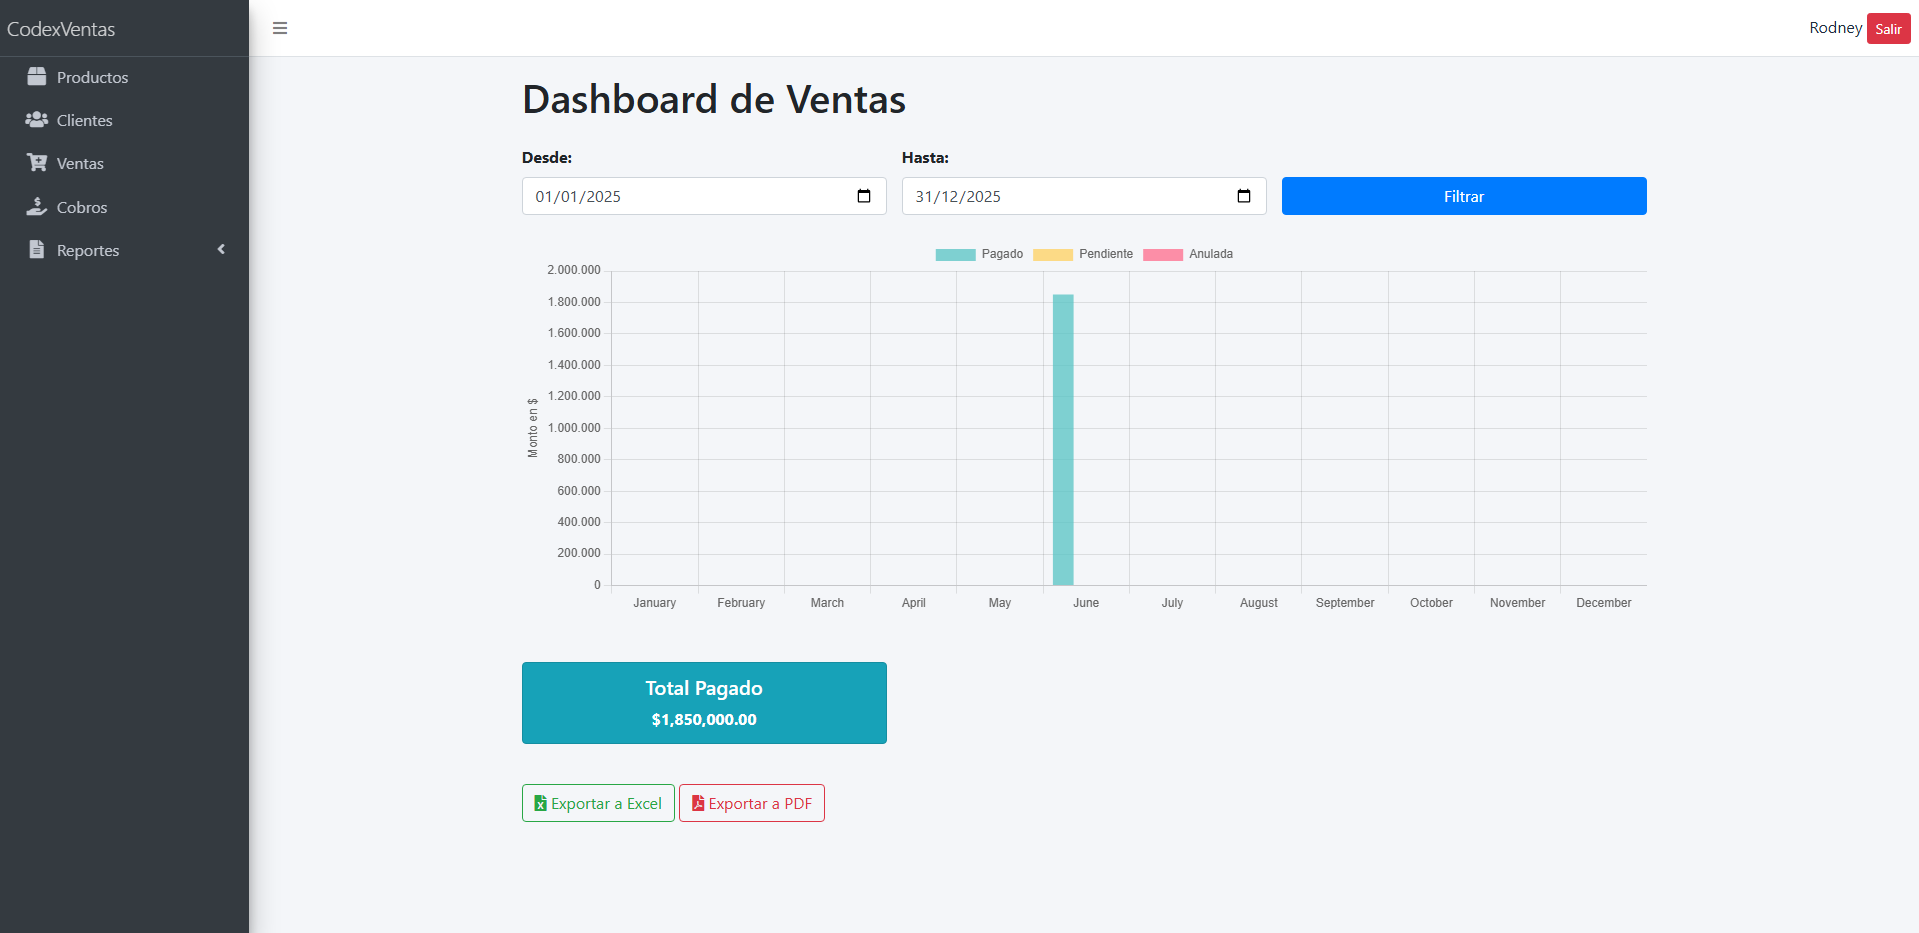 CodexVentas
Rodney Salir
Productos
Clientes
Ventas
Cobros
Reportes
Dashboard de Ventas
Desde: Hasta:
01/01/2025 31/12/2025 Filtrar
Pagado Pendiente Anulada
Monto en $
2.000.000
1.800.000
1.600.000
1.400.000
1.200.000
1.000.000
800.000
600.000
400.000
200.000
0
January February March April May June July August September October November December
Total Pagado
$1,850,000.00
Exportar a Excel Exportar a PDF